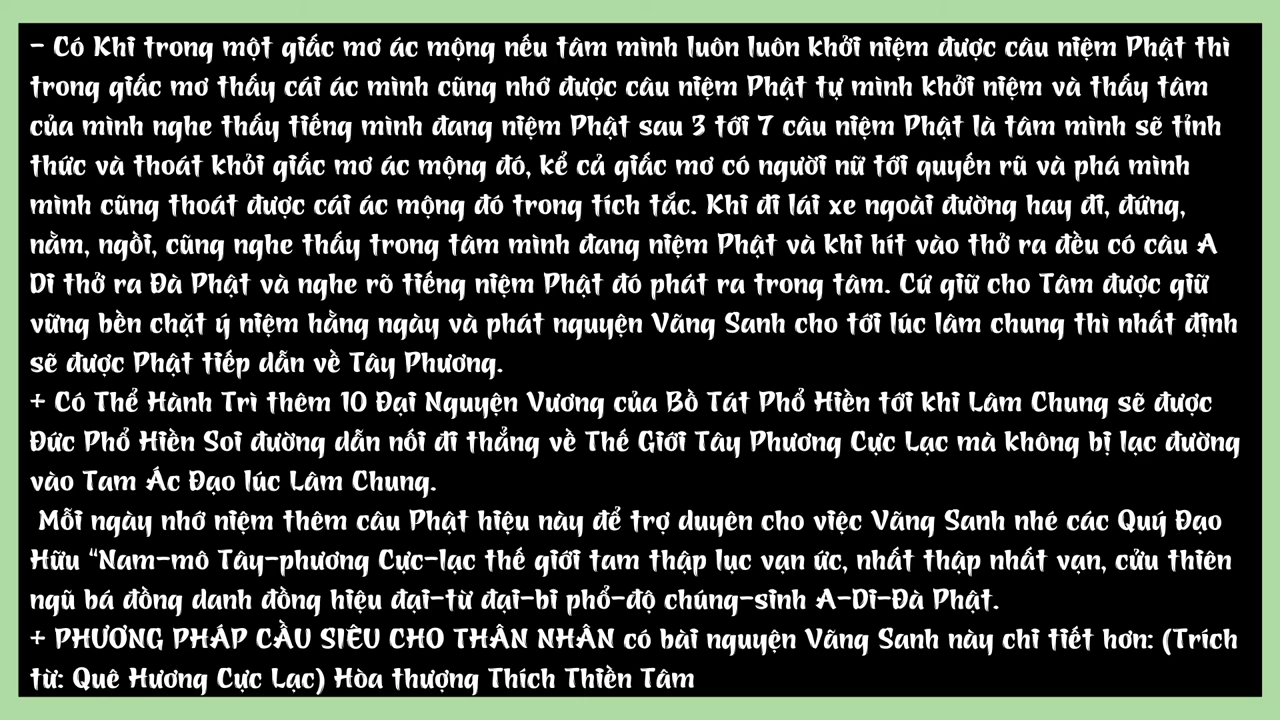 - Có Khi trong một giấc mơ ác mộng nếu tâm mình luôn luôn khởi niệm được câu niệm Phật thì
trong giấc mơ thấy cái ác mình cũng nhớ được câu niệm Phật tự mình khởi niệm và thấy tâm
của mình nghe thấy tiếng mình đang niệm Phật sau 3 tới 7 câu niệm Phật là tâm mình sẽ tỉnh
thức và thoát khỏi giấc mơ ác mộng đó, kể cả giấc mơ có người nữ tới quyến rũ và phá mình
mình cũng thoát được cái ác mộng đó trong tích tắc. Khi đi lái xe ngoài đường hay đi, đứng,
nằm, ngồi, cũng nghe thấy trong tâm mình đang niệm Phật và khi hít vào thở ra đều có câu A
Di thở ra Đà Phật và nghe rõ tiếng niệm Phật đó phát ra trong tâm. Cứ giữ cho Tâm được giữ
vững bền chặt ý niệm hằng ngày và phát nguyện Vãng Sanh cho tới lúc lâm chung thì nhất định
sẽ được Phật tiếp dẫn về Tây Phương.
+ Có Thể Hành Trì thêm 10 Đại Nguyện Vương của Bồ Tát Phổ Hiền tới khi Lâm Chung sẽ được
Đức Phổ Hiền Soi đường dẫn nối đi thẳng về Thế Giới Tây Phương Cực Lạc mà không bị lạc đường
vào Tam Ác Đạo lúc Lâm Chung.
Mỗi ngày nhớ niệm thêm câu Phật hiệu này để trợ duyên cho việc Vãng Sanh nhé các Quý Đạo
Hữu "Nam-mô Tây-phương Cực-lạc thế giới tam thập lục vạn ức, nhất thập nhất vạn, cửu thiên
ngũ bá đồng danh đồng hiệu đại-từ đại-bi phổ-độ chúng-sinh A-Di-Đà Phật.
+ PHƯƠNG PHÁP CẦU SIÊU CHO THÂN NHÂN có bài nguyện Vãng Sanh này chi tiết hơn: (Trích
từ: Quê Hương Cực Lạc) Hòa thượng Thích Thiền Tâm